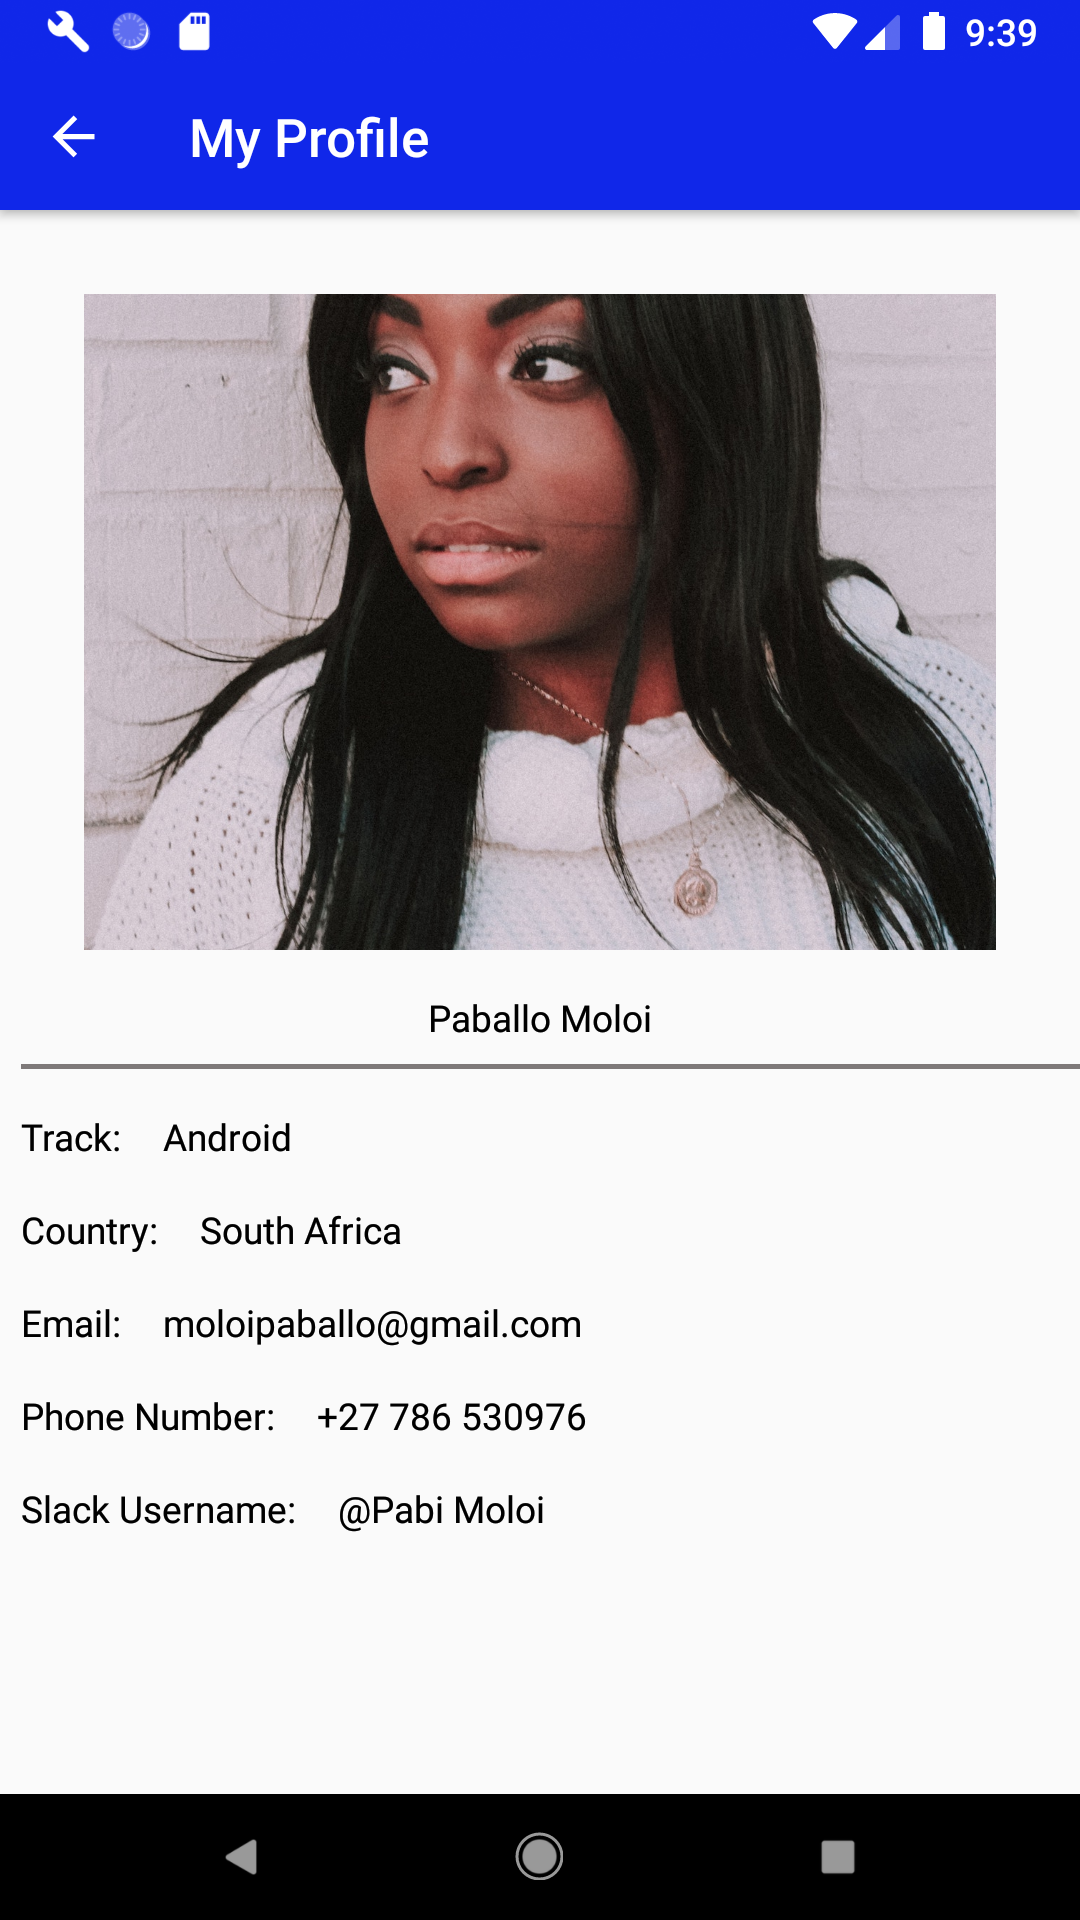 9:39
My Profile
Paballo Moloi
Track: Android
Country: South Africa
Email: moloipaballo@gmail.com
Phone Number: +27 786 530976
Slack Username: @Pabi Moloi